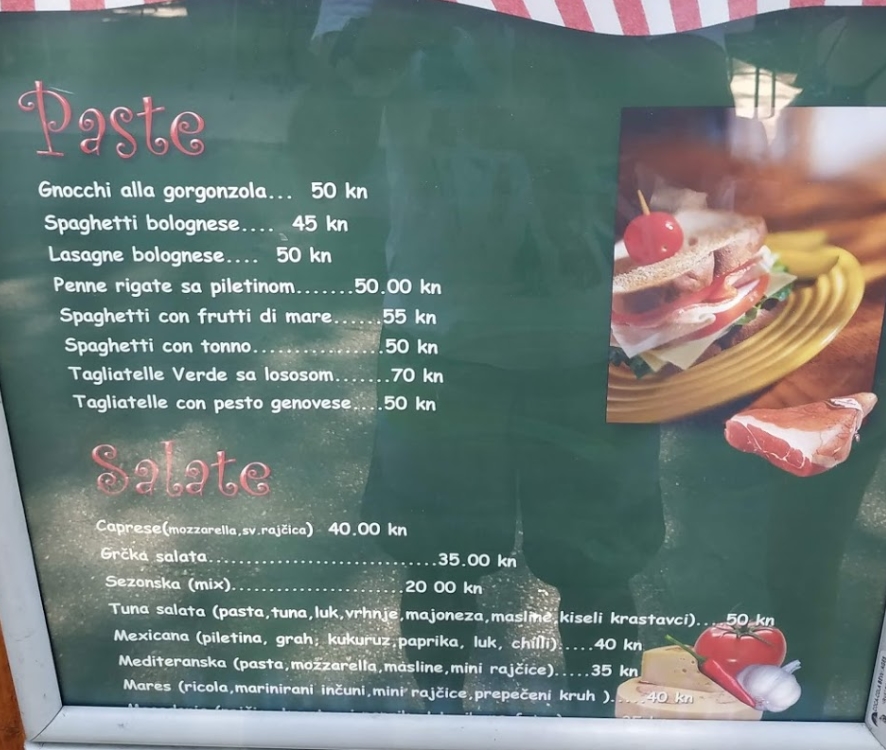 Paste
Gnocchi alla gorgonzola... 50 kn
Spaghetti bolognese.... 45 kn
Lasagne bolognese.... 50 kn
Penne rigate sa piletinom.......50.00 kn
Spaghetti con frutti di mare......55 kn
Spaghetti con tonno................50 kn
Tagliatelle Verde sa lososom.......70 kn
Tagliatelle con pesto genovese....50 kn
Salate
Caprese(mozzarella,sv.rajčica) 40.00 kn
Grčka salata.............................35.00 kn
Sezonska (mix).....................20 00 kn
Tuna salata (pasta,tuna,luk,vrhnje,majoneza,masline,kiseli krastavci).... 50 kn
Mexicana (piletina, grah, kukuruz,paprika, luk, chilli).....40 kn
Mediteranska (pasta,mozzarella,masline,mini rajčice).....35 kn
Mares (ricola,marinirani inčuni,mini rajčice,prepečeni kruh ).....40 kn